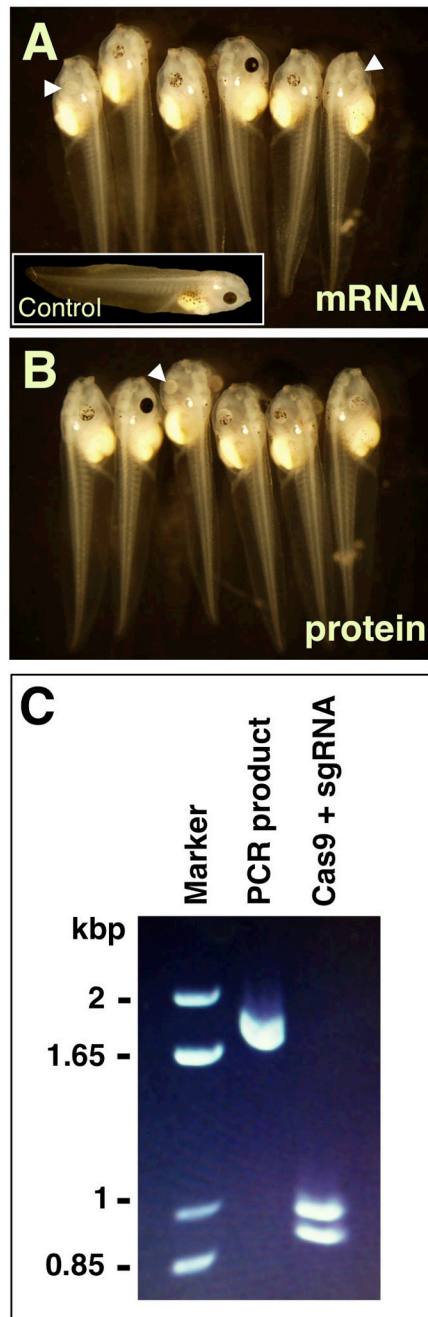 A
Control
mRNA
B
protein
C
Marker
PCR product
Cas9 + sgRNA
kbp
2 -
1.65 -
1 -
0.85 -